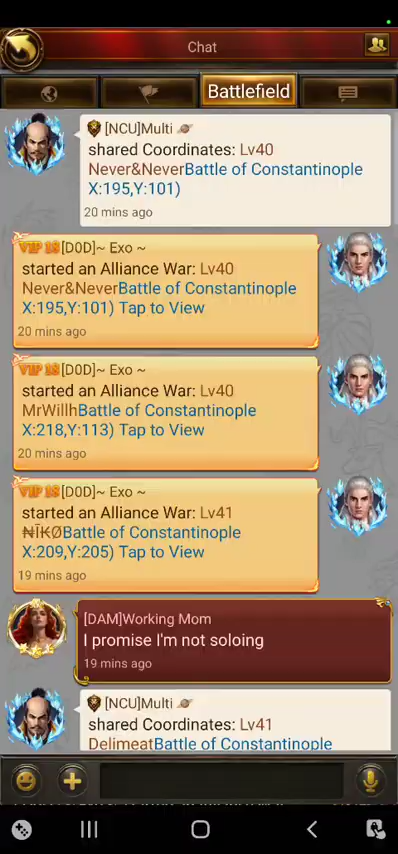 Chat
Battlefield
[NCU]Multi 🪐
shared Coordinates: Lv40
Never&NeverBattle of Constantinople
X:195,Y:101)
20 mins ago
VIP 18[D0D]~ Exo ~
started an Alliance War: Lv40
Never&NeverBattle of Constantinople
X:195,Y:101) Tap to View
20 mins ago
VIP 18[D0D]~ Exo ~
started an Alliance War: Lv40
MrWillhBattle of Constantinople
X:218,Y:113) Tap to View
20 mins ago
VIP 18[D0D]~ Exo ~
started an Alliance War: Lv41
₦Ī₭ØBattle of Constantinople
X:209,Y:205) Tap to View
19 mins ago
[DAM]Working Mom
I promise I'm not soloing
19 mins ago
[NCU]Multi 🪐
shared Coordinates: Lv41
DelimeatBattle of Constantinople